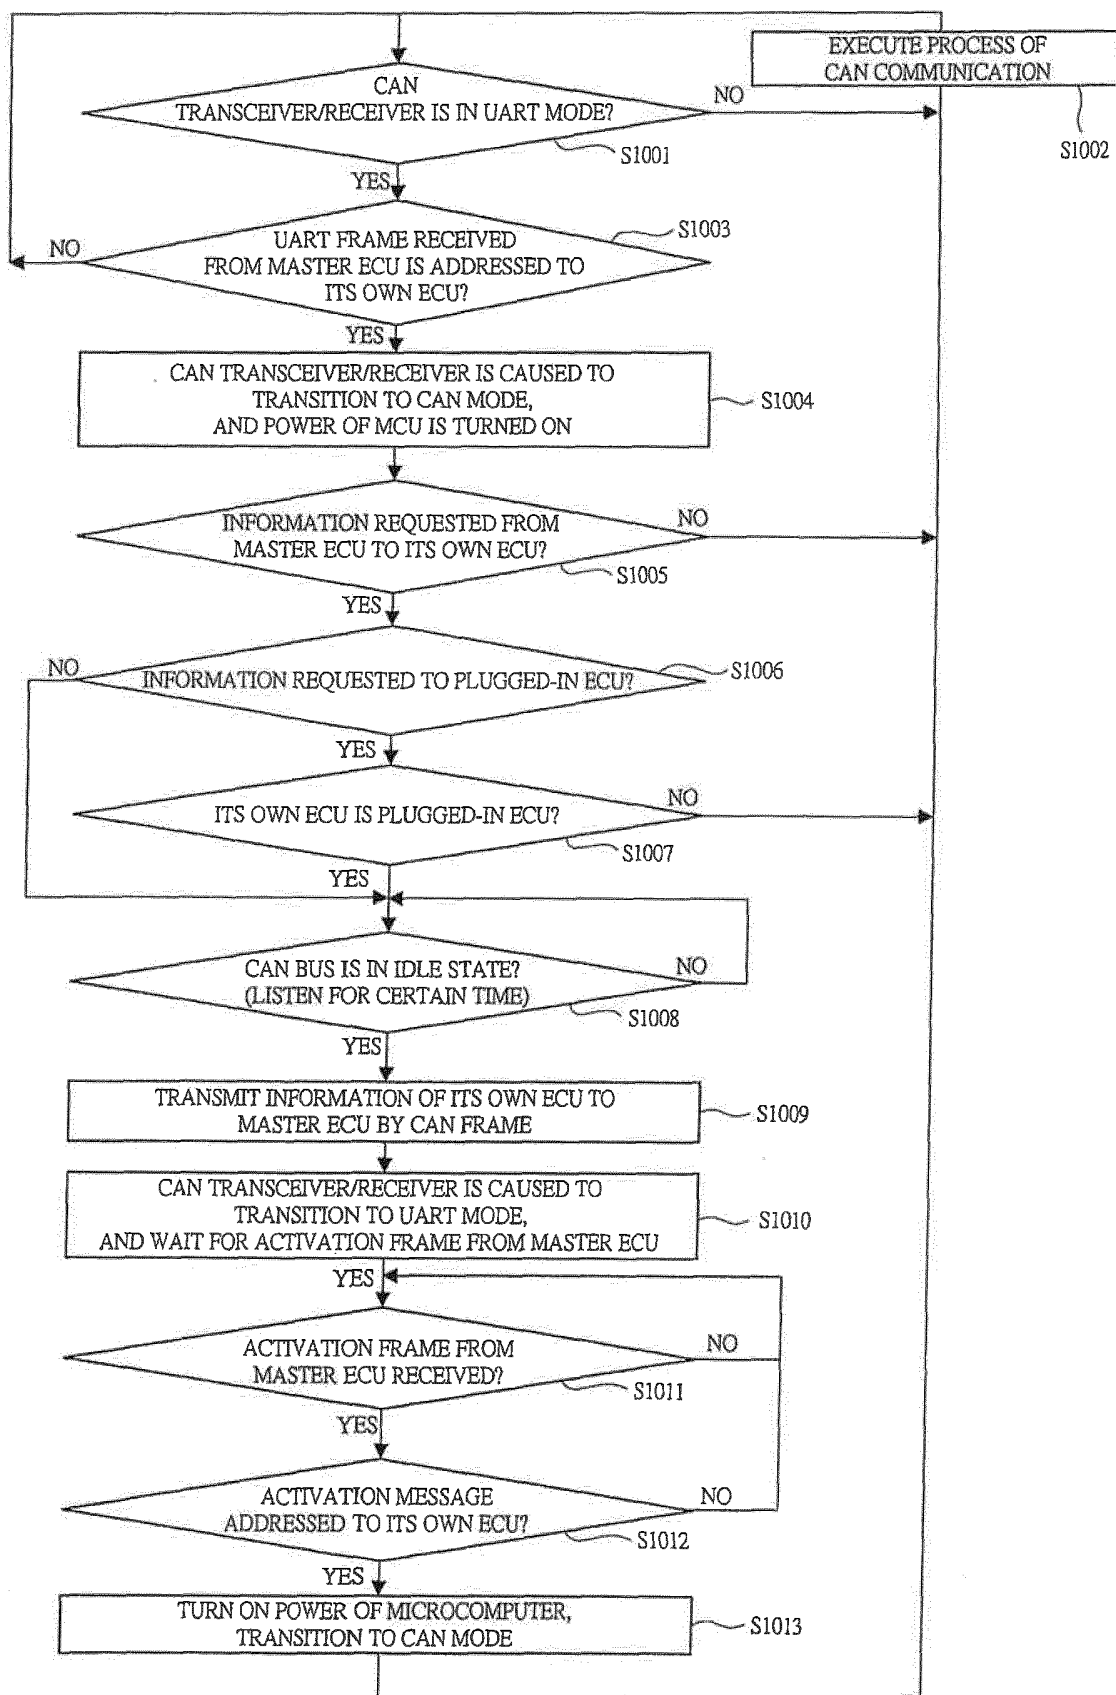 EXECUTE PROCESS OF
CAN COMMUNICATION
S1002
CAN
TRANSCEIVER/RECEIVER IS IN UART MODE?
NO
S1001
YES
S1003
UART FRAME RECEIVED
FROM MASTER ECU IS ADDRESSED TO
ITS OWN ECU?
NO
YES
CAN TRANSCEIVER/RECEIVER IS CAUSED TO
TRANSITION TO CAN MODE,
AND POWER OF MCU IS TURNED ON
S1004
INFORMATION REQUESTED FROM
MASTER ECU TO ITS OWN ECU?
NO
S1005
YES
NO
INFORMATION REQUESTED TO PLUGGED-IN ECU?
S1006
YES
ITS OWN ECU IS PLUGGED-IN ECU?
NO
S1007
YES
CAN BUS IS IN IDLE STATE?
(LISTEN FOR CERTAIN TIME)
NO
S1008
YES
TRANSMIT INFORMATION OF ITS OWN ECU TO
MASTER ECU BY CAN FRAME
S1009
CAN TRANSCEIVER/RECEIVER IS CAUSED TO
TRANSITION TO UART MODE,
AND WAIT FOR ACTIVATION FRAME FROM MASTER ECU
S1010
YES
ACTIVATION FRAME FROM
MASTER ECU RECEIVED?
NO
S1011
YES
ACTIVATION MESSAGE
ADDRESSED TO ITS OWN ECU?
NO
S1012
YES
TURN ON POWER OF MICROCOMPUTER,
TRANSITION TO CAN MODE
S1013